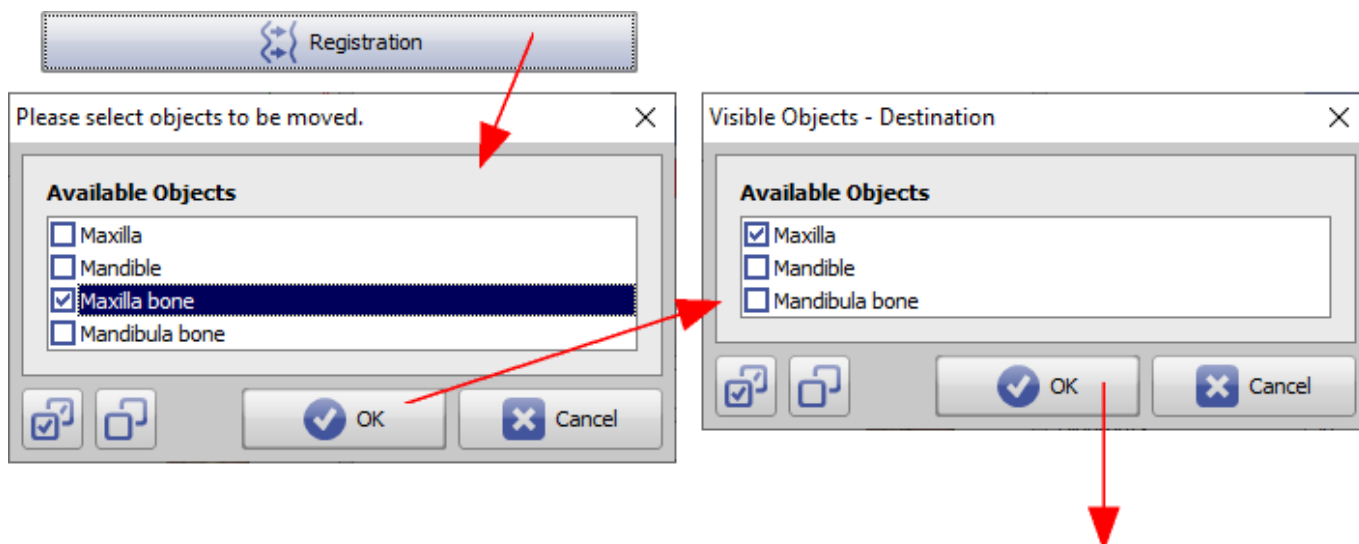 Registration
Please select objects to be moved.
Available Objects
Maxilla
Mandible
Maxilla bone
Mandibula bone
OK
Cancel
Visible Objects - Destination
Available Objects
Maxilla
Mandible
Mandibula bone
OK
Cancel